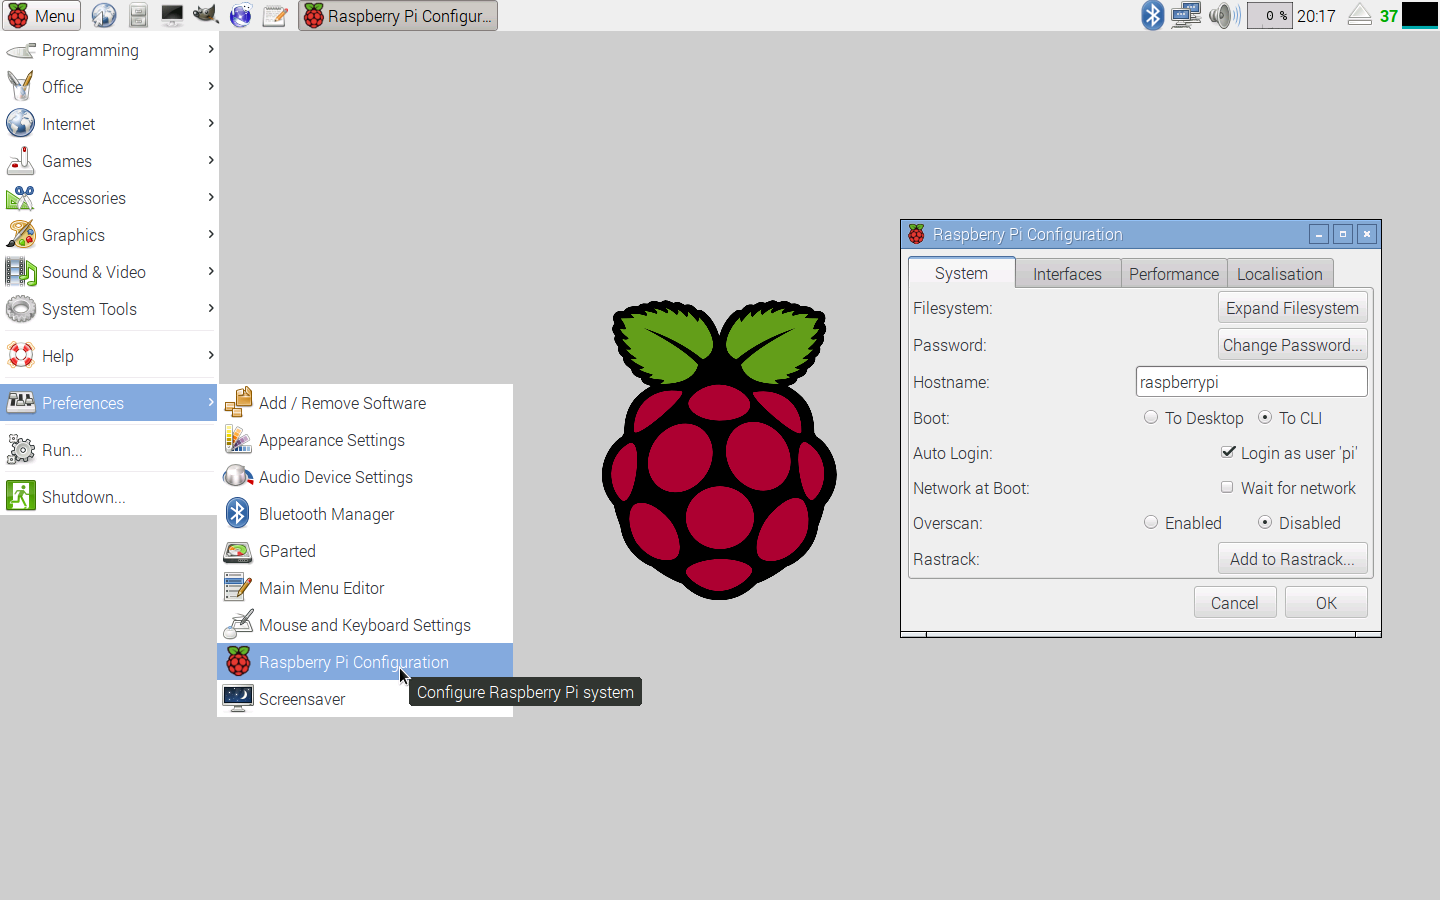 Menu
Raspberry Pi Configur...
0 %
20:17
37
Programming
Office
Internet
Games
Accessories
Graphics
Sound & Video
System Tools
Help
Preferences
Run...
Shutdown...
Add / Remove Software
Appearance Settings
Audio Device Settings
Bluetooth Manager
GParted
Main Menu Editor
Mouse and Keyboard Settings
Raspberry Pi Configuration
Screensaver
Configure Raspberry Pi system
Raspberry Pi Configuration
System Interfaces Performance Localisation
Filesystem: Expand Filesystem
Password: Change Password...
Hostname: raspberrypi
Boot: To Desktop To CLI
Auto Login: Login as user 'pi'
Network at Boot: Wait for network
Overscan: Enabled Disabled
Rastrack: Add to Rastrack...
Cancel OK